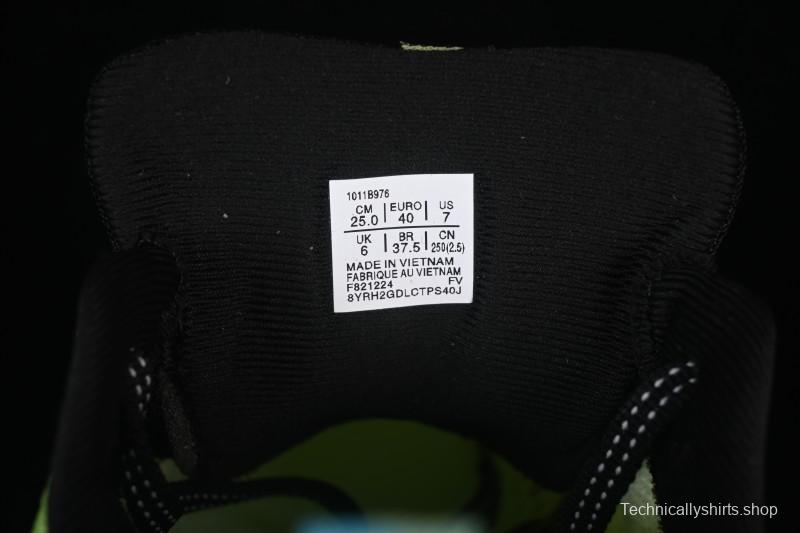 1011B976
CM EURO US
25.0 40 7
UK BR CN
6 37.5 250(2.5)
MADE IN VIETNAM
FABRIQUE AU VIETNAM
F821224 FV
8YRH2GDLCTPS40J
Technicallyshirts.shop